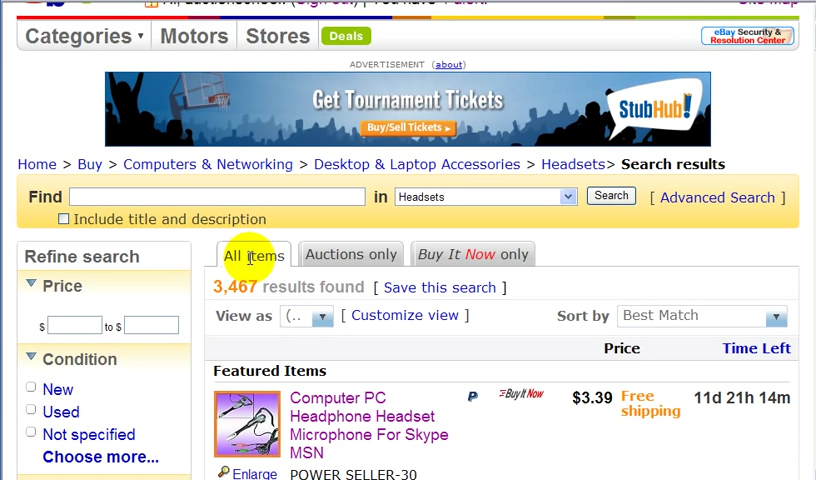 Categories Motors Stores Deals
eBay Security &
Resolution Center
ADVERTISEMENT (about)
Get Tournament Tickets
Buy/Sell Tickets
StubHub!
Home > Buy > Computers & Networking > Desktop & Laptop Accessories > Headsets> Search results
Find in Headsets Search [ Advanced Search ]
Include title and description
Refine search
All items Auctions only Buy It Now only
Price
3,467 results found [ Save this search ]
$ to $
View as (.. [ Customize view ] Sort by Best Match
Condition
Price Time Left
New
Used
Not specified
Choose more...
Featured Items
Computer PC
Headphone Headset
Microphone For Skype
MSN
P Buy It Now $3.39 Free
shipping
11d 21h 14m
Enlarge POWER SELLER-30